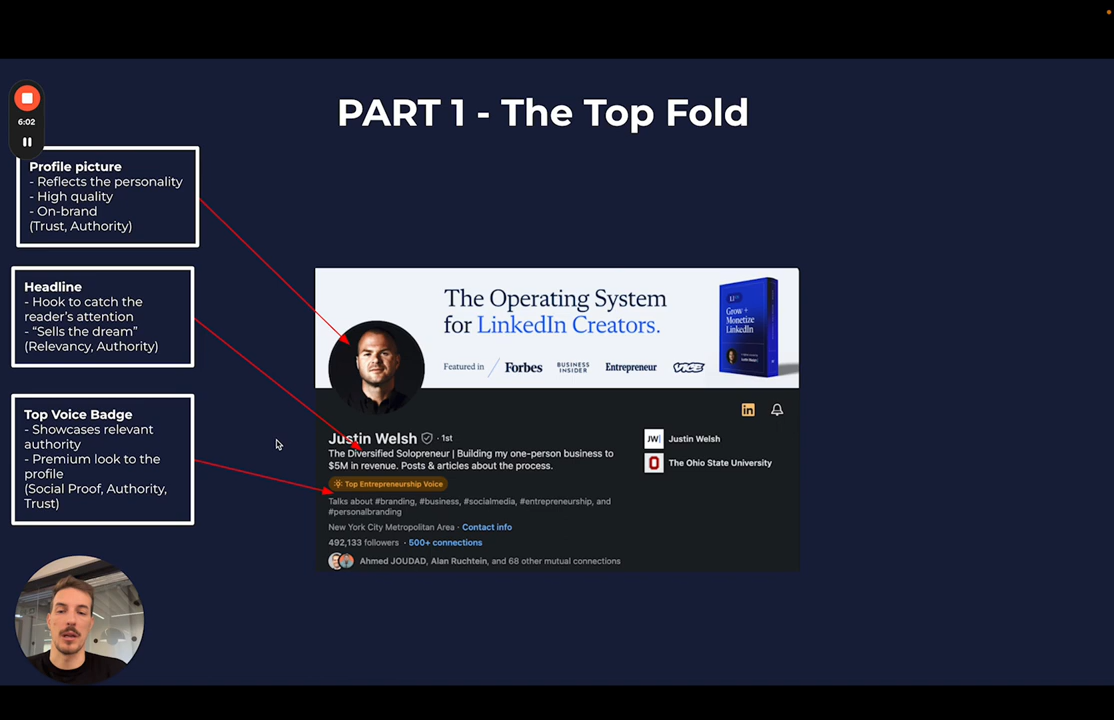 PART 1 - The Top Fold
6:02
Profile picture
- Reflects the personality
- High quality
- On-brand
(Trust, Authority)
Headline
- Hook to catch the
reader's attention
- "Sells the dream"
(Relevancy, Authority)
Top Voice Badge
- Showcases relevant
authority
- Premium look to the
profile
(Social Proof, Authority,
Trust)
The Operating System
for LinkedIn Creators.
Featured in
Forbes
BUSINESS
INSIDER
Entrepreneur
VICE
Grow +
Monetize
LinkedIn
in
Justin Welsh · 1st
The Diversified Solopreneur | Building my one-person business to
$5M in revenue. Posts & articles about the process.
Top Entrepreneurship Voice
Talks about #branding, #business, #socialmedia, #entrepreneurship, and
#personalbranding
New York City Metropolitan Area · Contact info
492,133 followers · 500+ connections
Ahmed JOUDAD, Alan Ruchtein, and 68 other mutual connections
JW| Justin Welsh
The Ohio State University